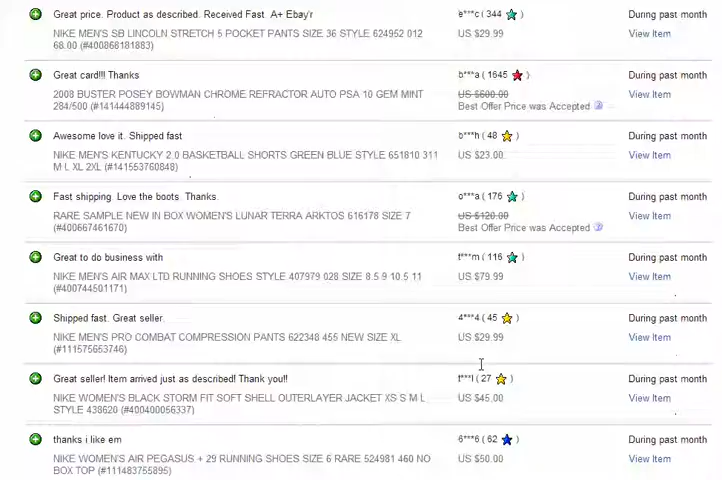 Great price. Product as described. Received Fast. A+ Ebay'r
e***c ( 344 )
During past month
NIKE MEN'S SB LINCOLN STRETCH 5 POCKET PANTS SIZE 36 STYLE 624952 012
68.00 (#400868181883)
US $29.99
View Item
Great card!!! Thanks
b***a ( 1645 )
During past month
2008 BUSTER POSEY BOWMAN CHROME REFRACTOR AUTO PSA 10 GEM MINT
284/500 (#141444889145)
US $600.00
Best Offer Price was Accepted
View Item
Awesome love it. Shipped fast
b***h ( 48 )
During past month
NIKE MEN'S KENTUCKY 2.0 BASKETBALL SHORTS GREEN BLUE STYLE 651810 311
M L XL 2XL (#141553760848)
US $23.00
View Item
Fast shipping. Love the boots. Thanks.
o***a ( 176 )
During past month
RARE SAMPLE NEW IN BOX WOMEN'S LUNAR TERRA ARKTOS 616178 SIZE 7
(#400667461670)
US $120.00
Best Offer Price was Accepted
View Item
Great to do business with
t***m ( 116 )
During past month
NIKE MEN'S AIR MAX LTD RUNNING SHOES STYLE 407979 028 SIZE 8.5 9 10.5 11
(#400744501171)
US $79.99
View Item
Shipped fast. Great seller.
4***4 ( 45 )
During past month
NIKE MEN'S PRO COMBAT COMPRESSION PANTS 622348 455 NEW SIZE XL
(#111575653746)
US $29.99
View Item
Great seller! Item arrived just as described! Thank you!!
f***l ( 27 )
During past month
NIKE WOMEN'S BLACK STORM FIT SOFT SHELL OUTERLAYER JACKET XS S M L
STYLE 438620 (#400400056337)
US $45.00
View Item
thanks i like em
6***6 ( 62 )
During past month
NIKE WOMEN'S AIR PEGASUS + 29 RUNNING SHOES SIZE 6 RARE 524981 460 NO
BOX TOP (#111483755895)
US $50.00
View Item